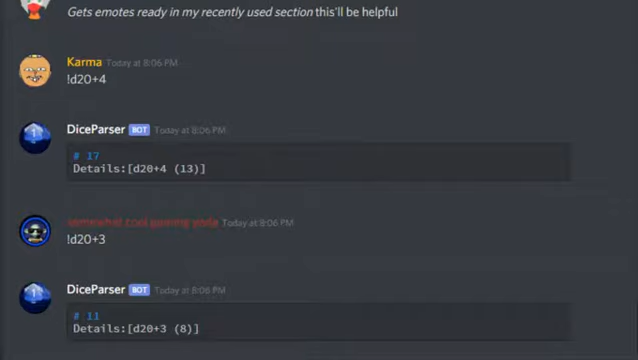 Gets emotes ready in my recently used section this'll be helpful
Karma Today at 8:06 PM
!d20+4
DiceParser BOT Today at 8:06 PM
# 17
Details:[d20+4 (13)]
somewhat cool gaming yoda Today at 8:06 PM
!d20+3
DiceParser BOT Today at 8:06 PM
# 11
Details:[d20+3 (8)]